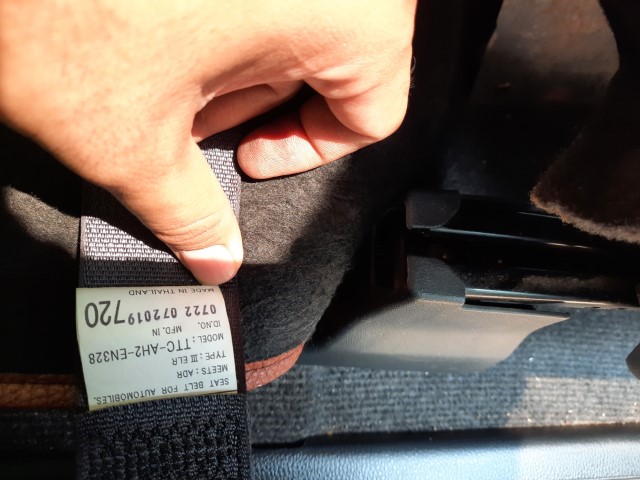 SEAT BELT FOR AUTOMOBILES.
MEETS : ADR
TYPE : III ELR
MODEL : TTC-AH2-EN328
ID.NO. MFD. IN
0722 072019 720
MADE IN THAILAND